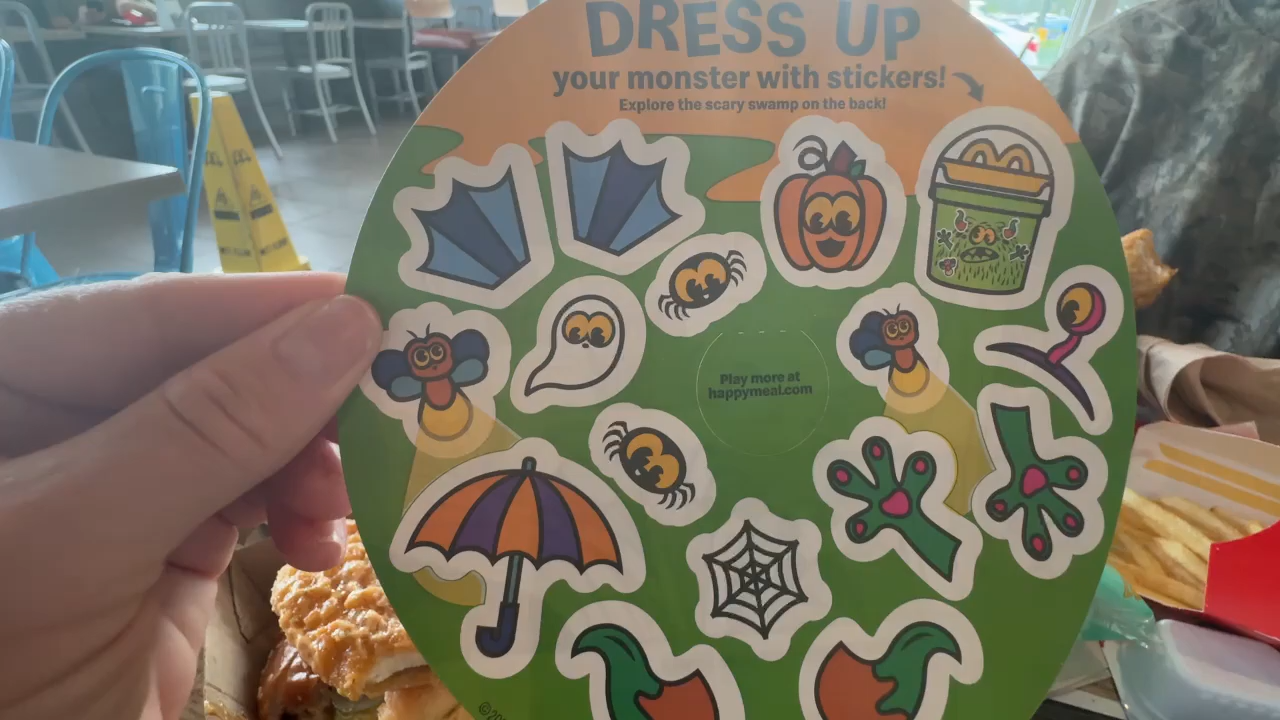 DRESS UP
your monster with stickers!
Explore the scary swamp on the back!
Play more at
happymeal.com